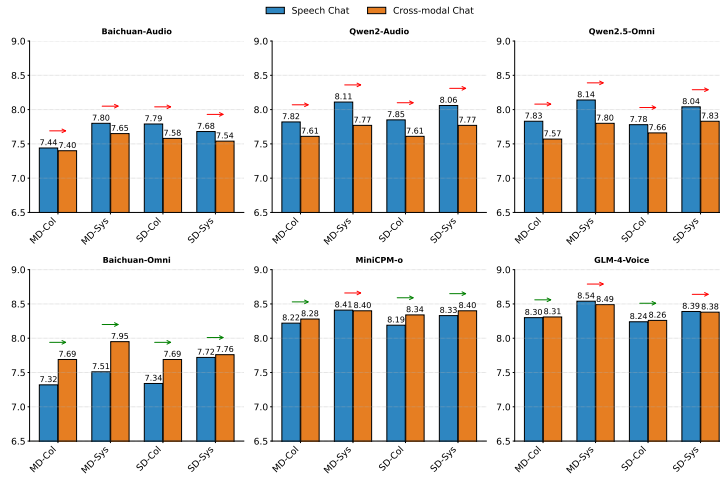 Speech Chat Cross-modal Chat
Baichuan-Audio
9.0
8.5
8.0
7.5
7.0
6.5
7.44 7.40 7.80 7.65 7.79 7.58 7.68 7.54
MD-Col MD-Sys SD-Col SD-Sys
Qwen2-Audio
9.0
8.5
8.0
7.5
7.0
6.5
7.82 7.61 8.11 7.77 7.85 7.61 8.06 7.77
MD-Col MD-Sys SD-Col SD-Sys
Qwen2.5-Omni
9.0
8.5
8.0
7.5
7.0
6.5
7.83 7.57 8.14 7.80 7.78 7.66 8.04 7.83
MD-Col MD-Sys SD-Col SD-Sys
Baichuan-Omni
9.0
8.5
8.0
7.5
7.0
6.5
7.32 7.69 7.51 7.95 7.34 7.69 7.72 7.76
MD-Col MD-Sys SD-Col SD-Sys
MiniCPM-o
9.0
8.5
8.0
7.5
7.0
6.5
8.22 8.28 8.41 8.40 8.19 8.34 8.33 8.40
MD-Col MD-Sys SD-Col SD-Sys
GLM-4-Voice
9.0
8.5
8.0
7.5
7.0
6.5
8.30 8.31 8.54 8.49 8.24 8.26 8.39 8.38
MD-Col MD-Sys SD-Col SD-Sys